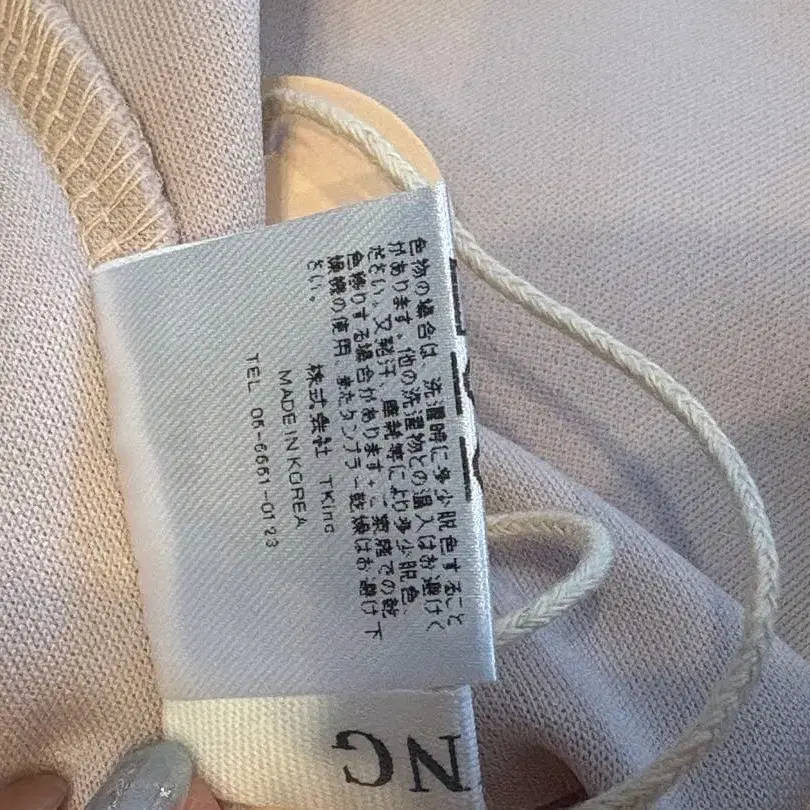 色物の場合は、洗濯時に多少脱色すること
があります。他の洗濯物との混入はお避けく
ださい。又発汗、摩擦等により多少脱色、
色移りする場合があります。ご家庭での乾
燥機の使用、またタンブラー乾燥はお避け下
さい。
株式会社 TKing
MADE IN KOREA
TEL 06-6661-0123
NG